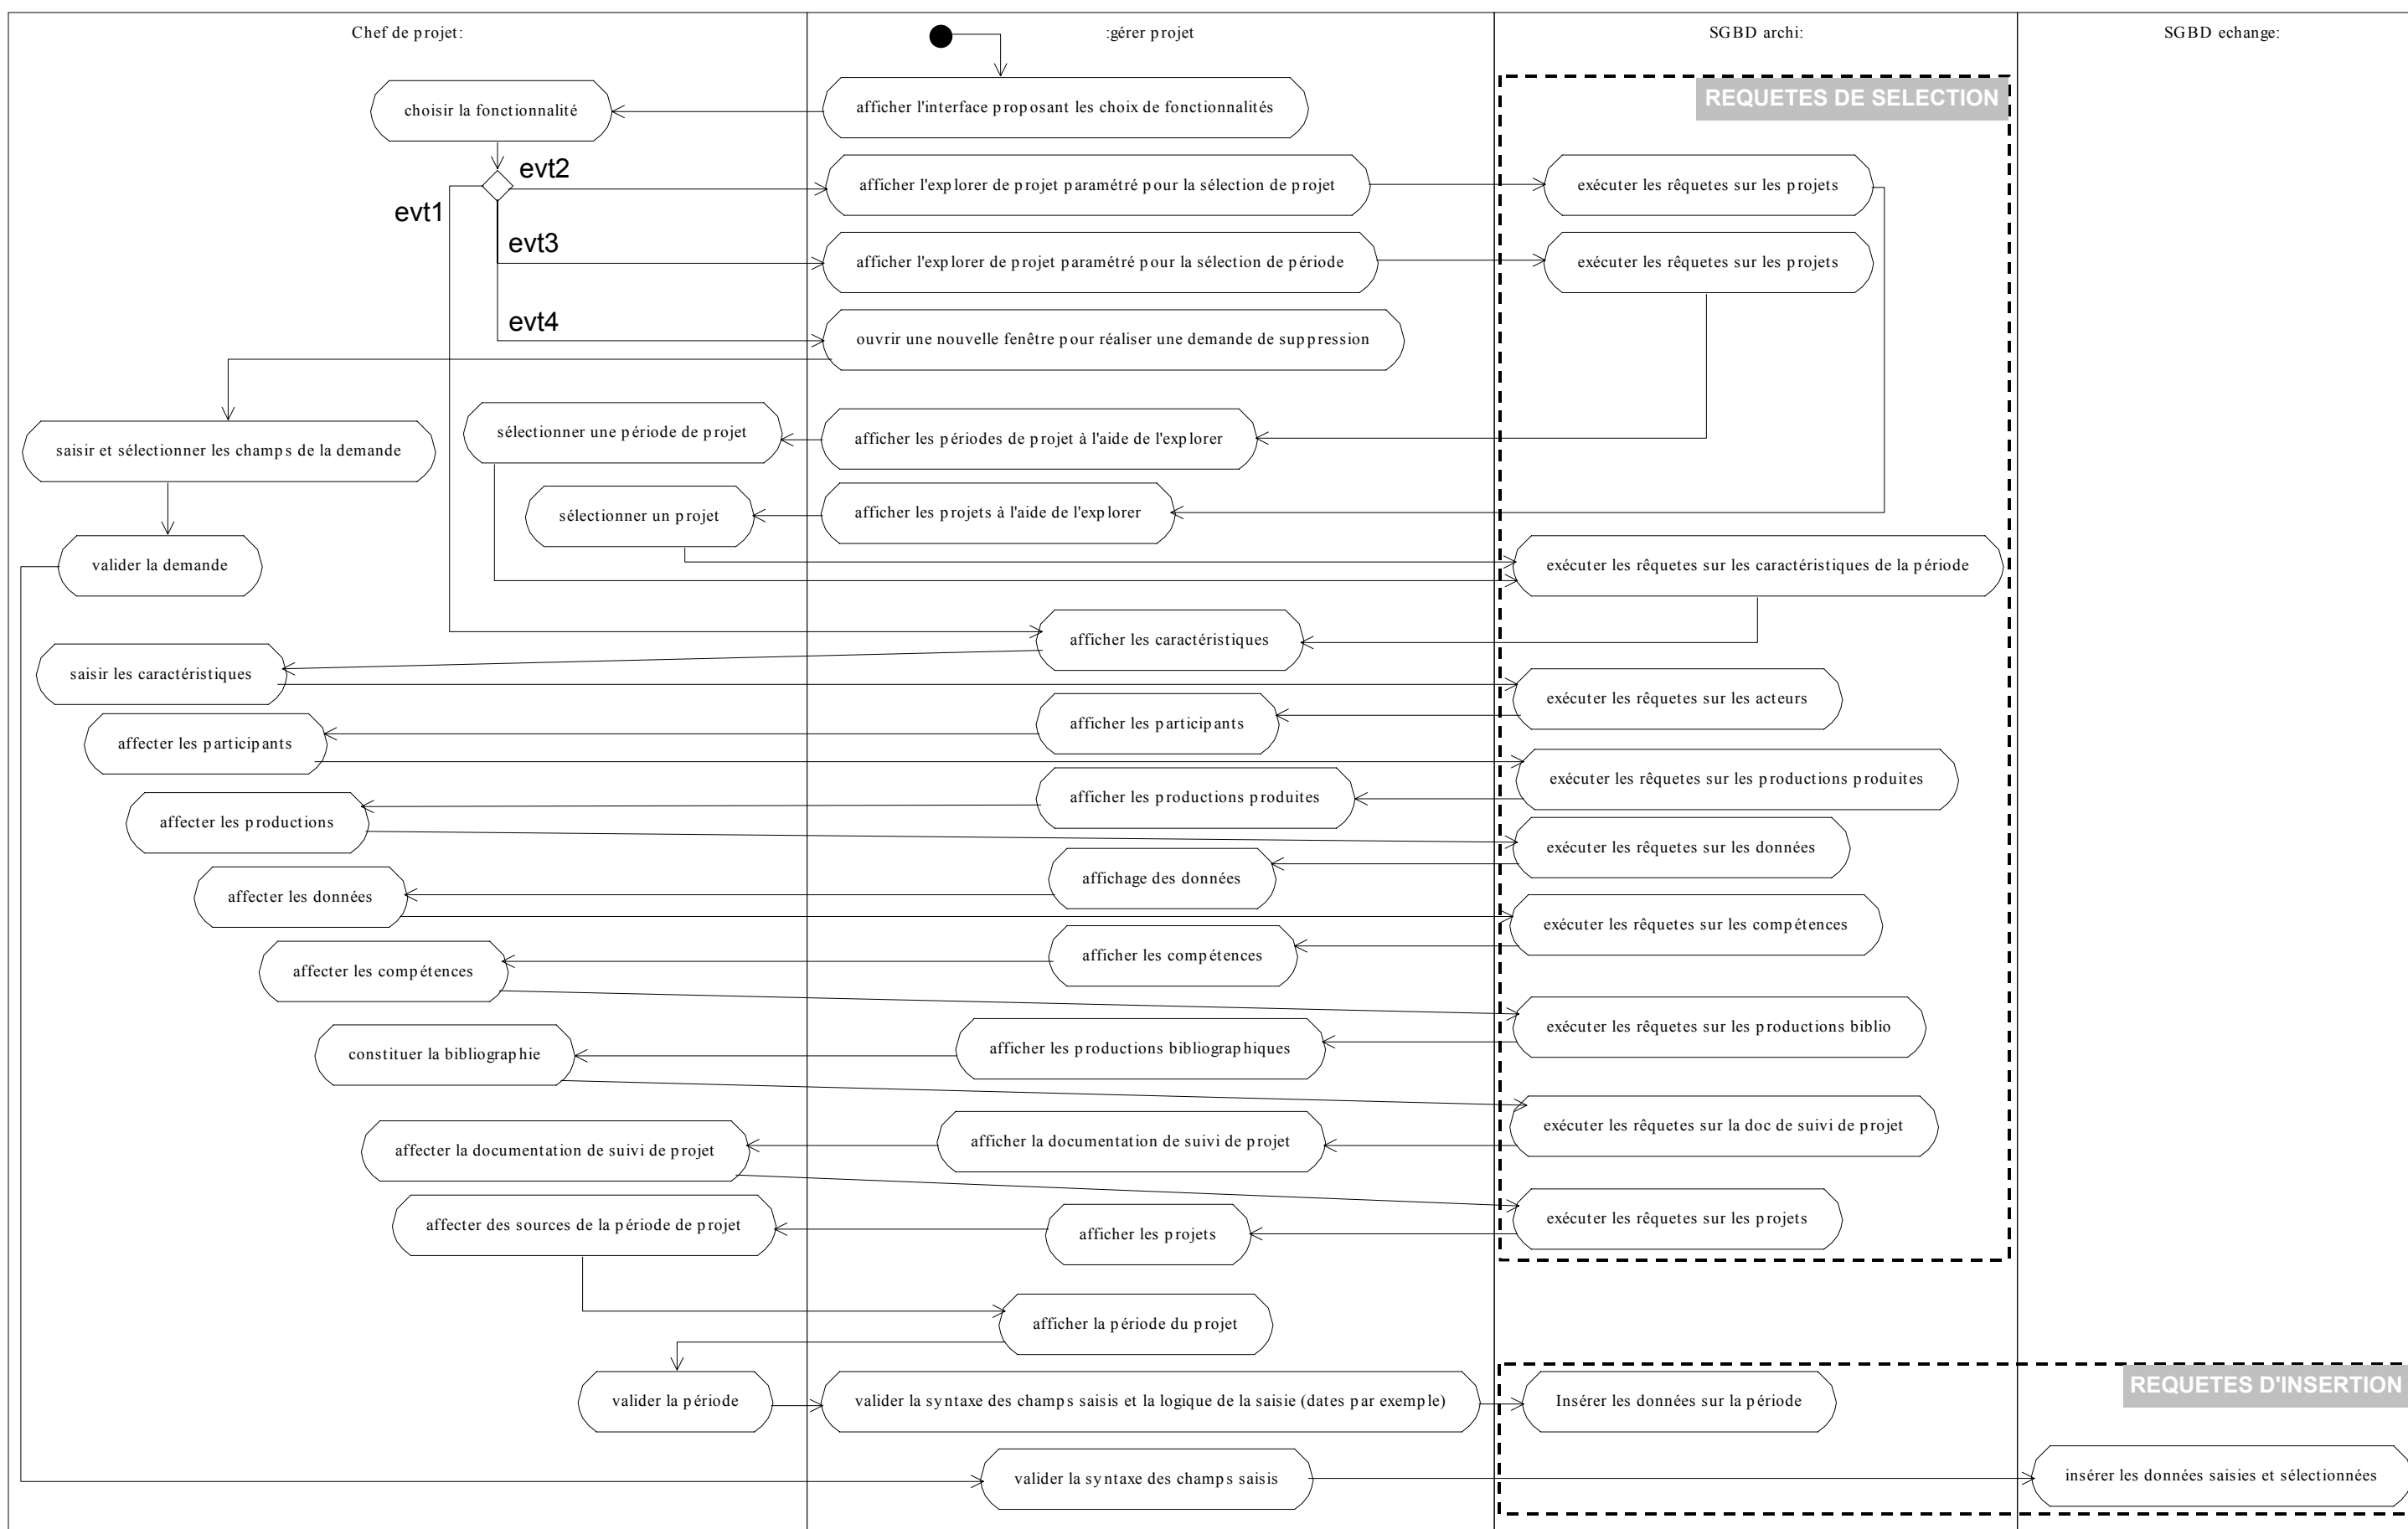 Chef de projet:
:gérer projet
SGBD archi:
SGBD echange:
REQUETES DE SELECTION
choisir la fonctionnalité
afficher l'interface proposant les choix de fonctionnalités
evt2
afficher l'explorer de projet paramétré pour la sélection de projet
exécuter les rêquetes sur les projets
evt1
evt3
afficher l'explorer de projet paramétré pour la sélection de période
exécuter les rêquetes sur les projets
evt4
ouvrir une nouvelle fenêtre pour réaliser une demande de suppression
saisir et sélectionner les champs de la demande
sélectionner une période de projet
afficher les périodes de projet à l'aide de l'explorer
sélectionner un projet
afficher les projets à l'aide de l'explorer
valider la demande
exécuter les rêquetes sur les caractéristiques de la période
afficher les caractéristiques
saisir les caractéristiques
exécuter les rêquetes sur les acteurs
afficher les participants
affecter les participants
exécuter les rêquetes sur les productions produites
afficher les productions produites
affecter les productions
exécuter les rêquetes sur les données
affichage des données
affecter les données
exécuter les rêquetes sur les compétences
afficher les compétences
affecter les compétences
exécuter les rêquetes sur les productions biblio
afficher les productions bibliographiques
constituer la bibliographie
exécuter les rêquetes sur la doc de suivi de projet
afficher la documentation de suivi de projet
affecter la documentation de suivi de projet
exécuter les rêquetes sur les projets
afficher les projets
affecter des sources de la période de projet
afficher la période du projet
REQUETES D'INSERTION
valider la période
valider la syntaxe des champs saisis et la logique de la saisie (dates par exemple)
Insérer les données sur la période
valider la syntaxe des champs saisis
insérer les données saisies et sélectionnées